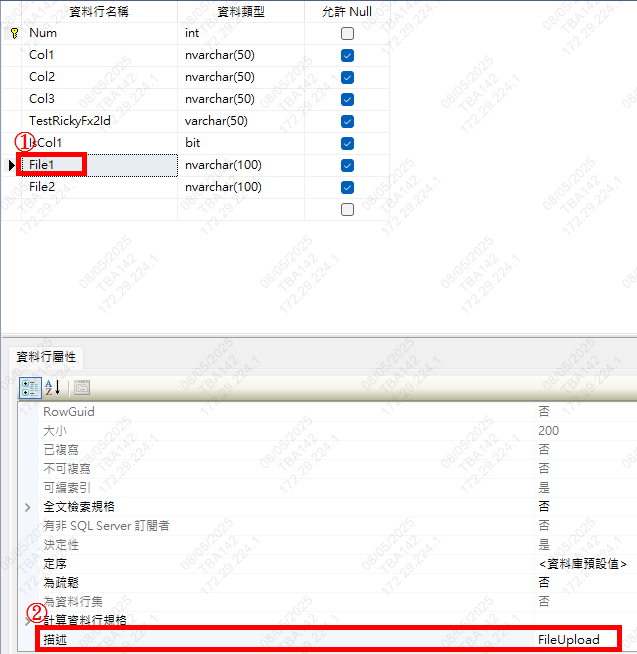 資料行名稱 資料類型 允許 Null
Num int
Col1 nvarchar(50)
Col2 nvarchar(50)
Col3 nvarchar(50)
TestRickyFx2Id varchar(50)
①
IsCol1 bit
File1 nvarchar(100)
File2 nvarchar(100)
資料行屬性
RowGuid 否
大小 200
已複寫 否
不可複寫 否
可編索引 是
全文檢索規格 否
有非 SQL Server 訂閱者 否
決定性 是
定序 <資料庫預設值>
為疏鬆 否
為資料行集 否
②
計算資料行規格
描述 FileUpload
08/05/2025
TBA142
172.29.224.1